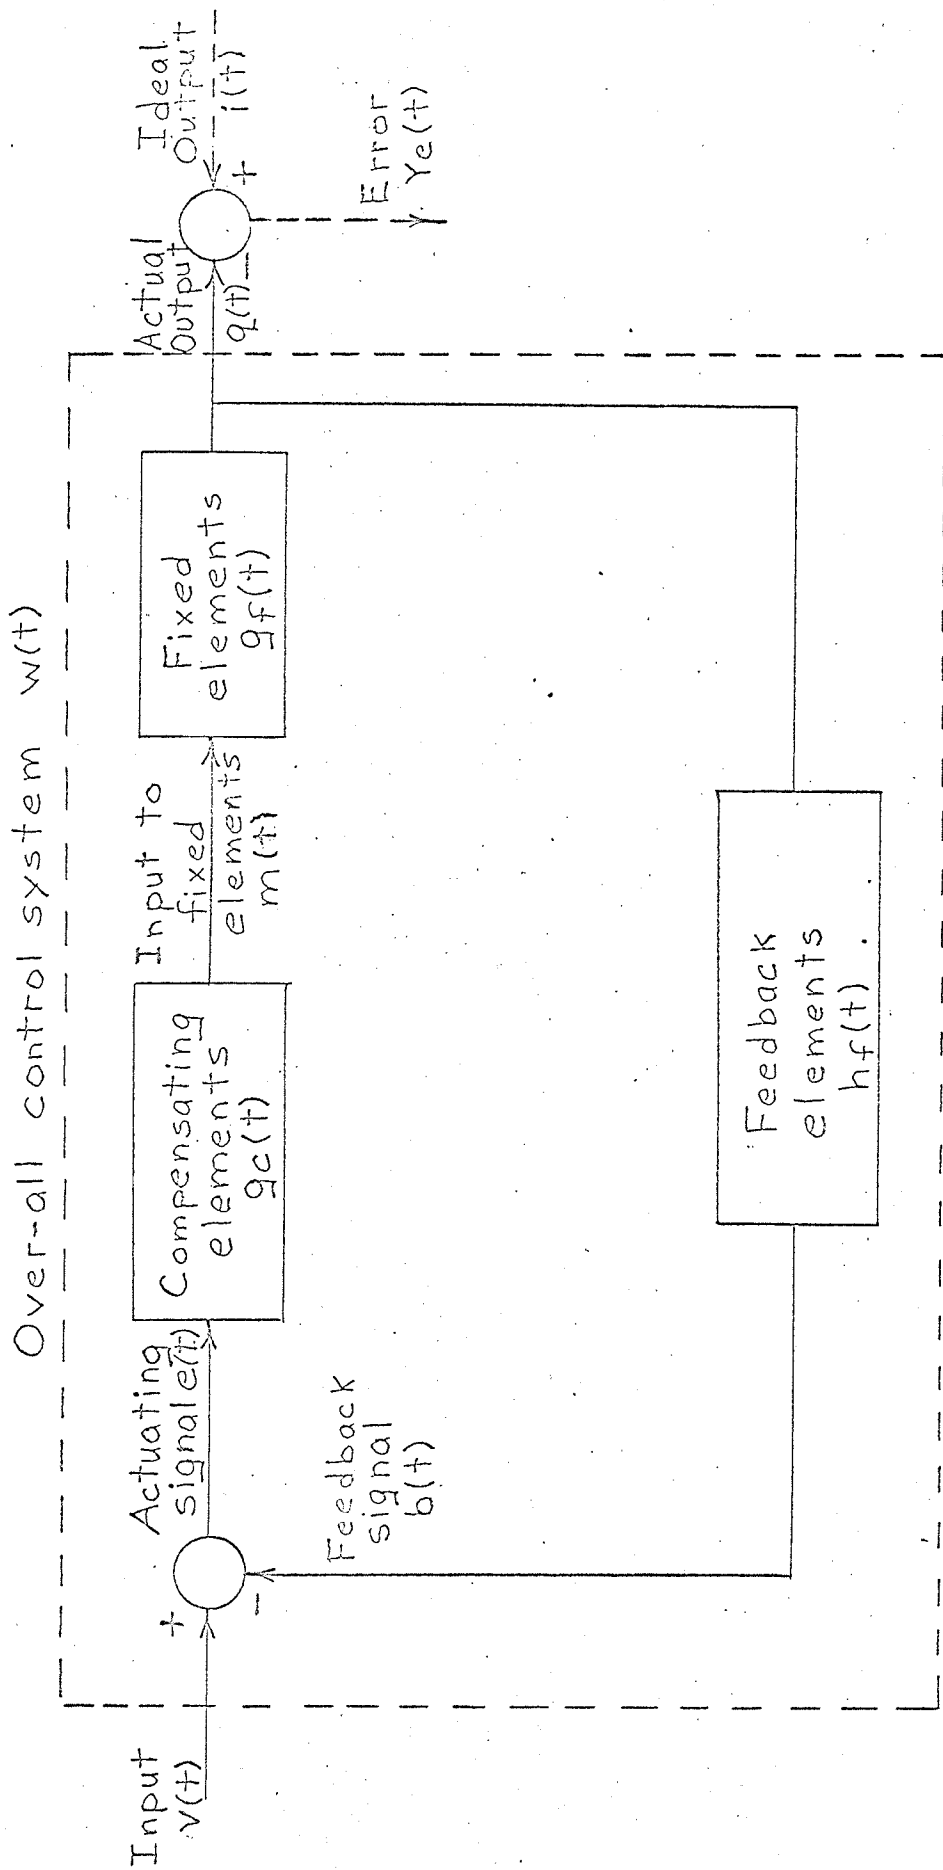 Over-all control system w(t)
Input
v(t)
+
-
Actuating
signal e(t)
Compensating
elements
gc(t)
Input to
fixed
elements
m(t)
Fixed
elements
gf(t)
Actual
Output
q(t)
-
+
Ideal
Output
i(t)
Error
Ye(t)
Feedback
signal
b(t)
Feedback
elements
hf(t)